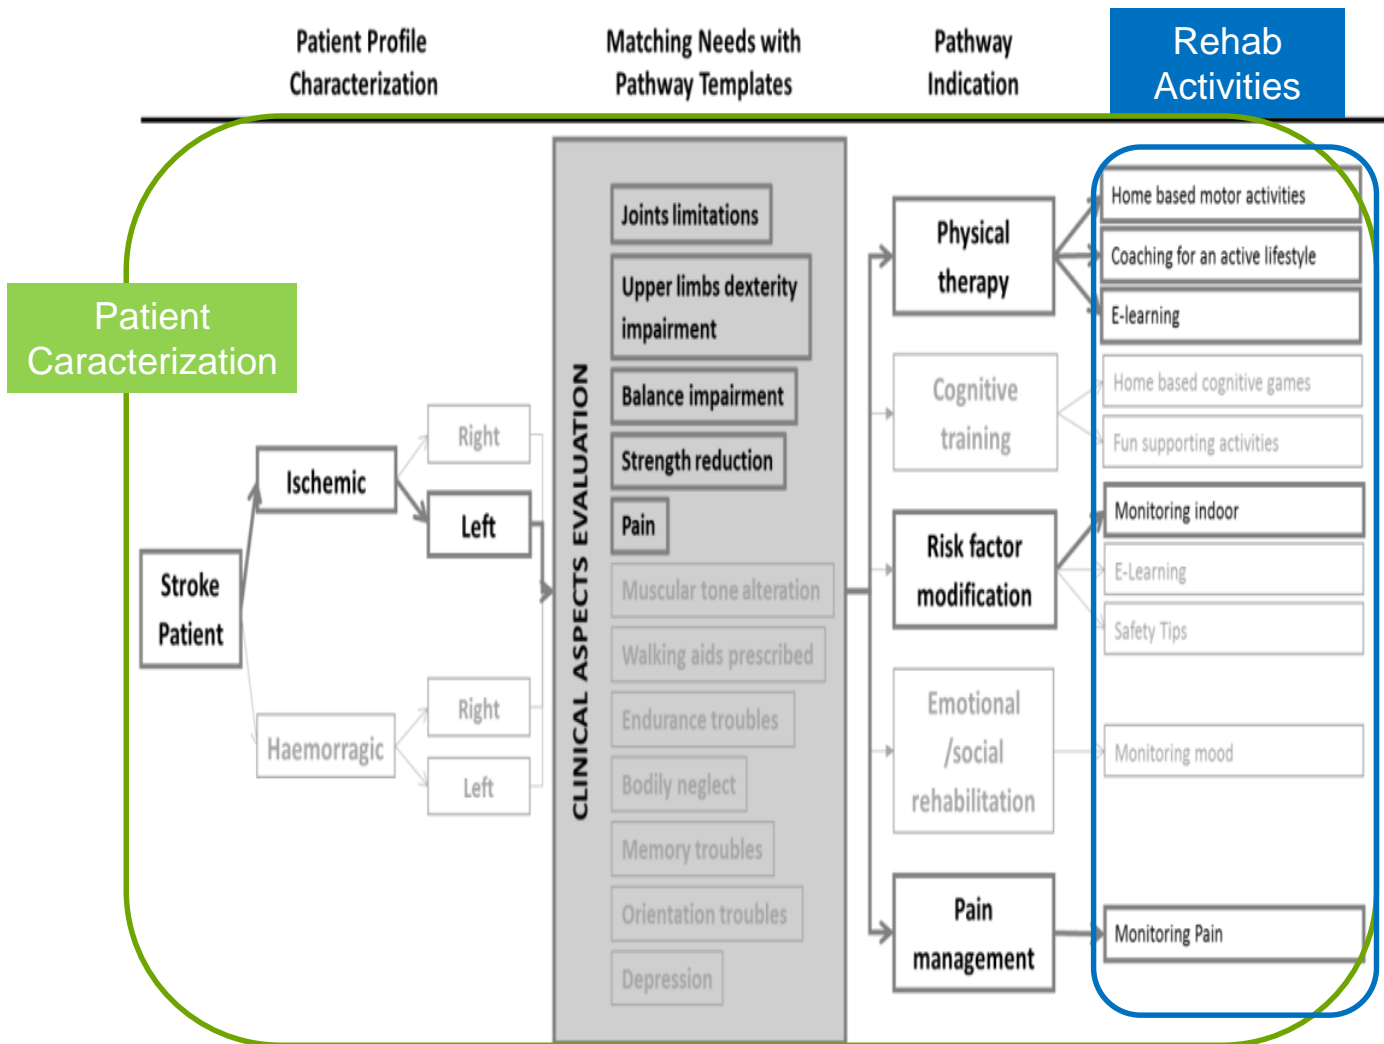 Patient Profile
Characterization
Matching Needs with
Pathway Templates
Pathway
Indication
Rehab
Activities
Patient
Caracterization
Stroke
Patient
Ischemic
Haemorragic
Right
Left
Right
Left
CLINICAL ASPECTS EVALUATION
Joints limitations
Upper limbs dexterity
impairment
Balance impairment
Strength reduction
Pain
Muscular tone alteration
Walking aids prescribed
Endurance troubles
Bodily neglect
Memory troubles
Orientation troubles
Depression
Physical
therapy
Cognitive
training
Risk factor
modification
Emotional
/social
rehabilitation
Pain
management
Home based motor activities
Coaching for an active lifestyle
E-learning
Home based cognitive games
Fun supporting activities
Monitoring indoor
E-Learning
Safety Tips
Monitoring mood
Monitoring Pain